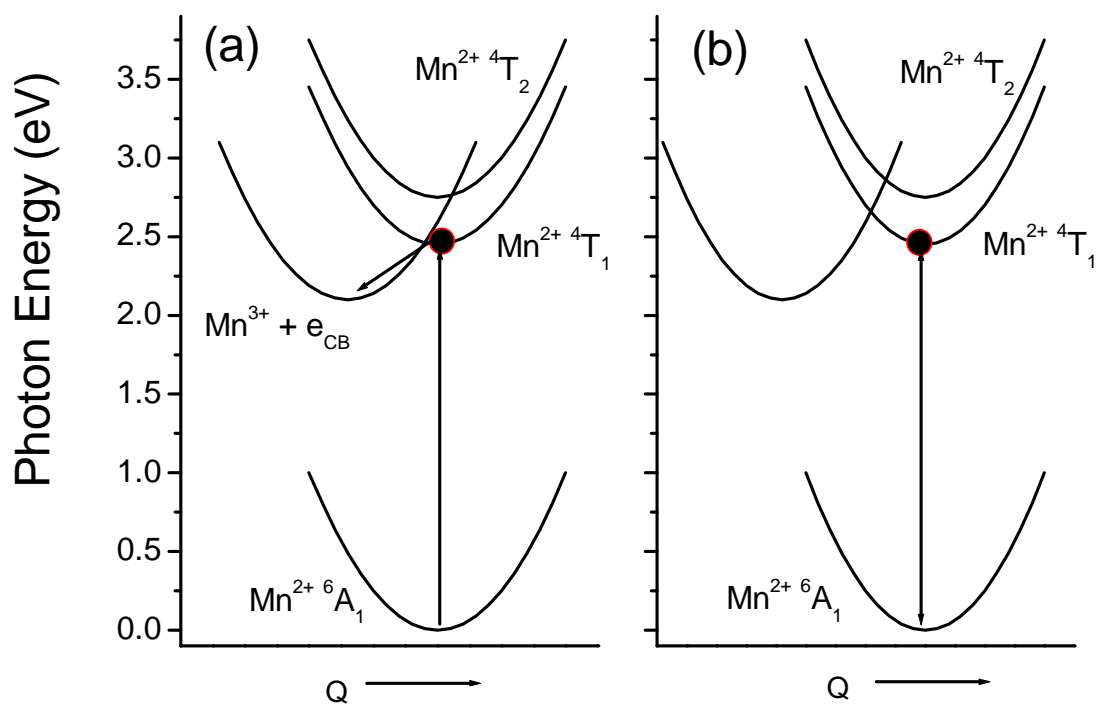 Photon Energy (eV)
3.5
3.0
2.5
2.0
1.5
1.0
0.5
0.0
(a)
Mn²⁺ ⁴T₂
Mn²⁺ ⁴T₁
Mn³⁺ + e_CB
Mn²⁺ ⁶A₁
Q
(b)
Mn²⁺ ⁴T₂
Mn²⁺ ⁴T₁
Mn²⁺ ⁶A₁
Q